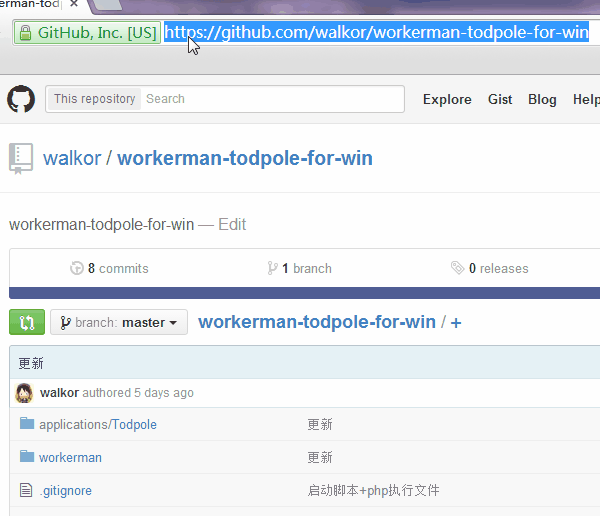 erman-todp ×
GitHub, Inc. [US] https://github.com/walkor/workerman-todpole-for-win
This repository Search Explore Gist Blog Help
walkor / workerman-todpole-for-win
workerman-todpole-for-win — Edit
8 commits 1 branch 0 releases
branch: master workerman-todpole-for-win / +
更新
walkor authored 5 days ago
applications/Todpole 更新
workerman 更新
.gitignore 启动脚本+php执行文件